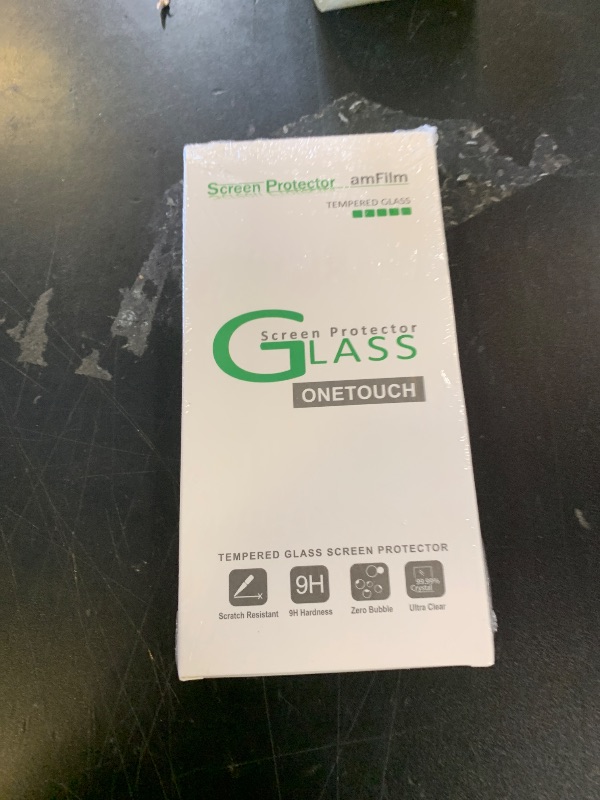 Screen Protector amFilm
TEMPERED GLASS
Screen Protector
GLASS
ONETOUCH
TEMPERED GLASS SCREEN PROTECTOR
9H
99.99%
Crystal
Scratch Resistant 9H Hardness Zero Bubble Ultra Clear